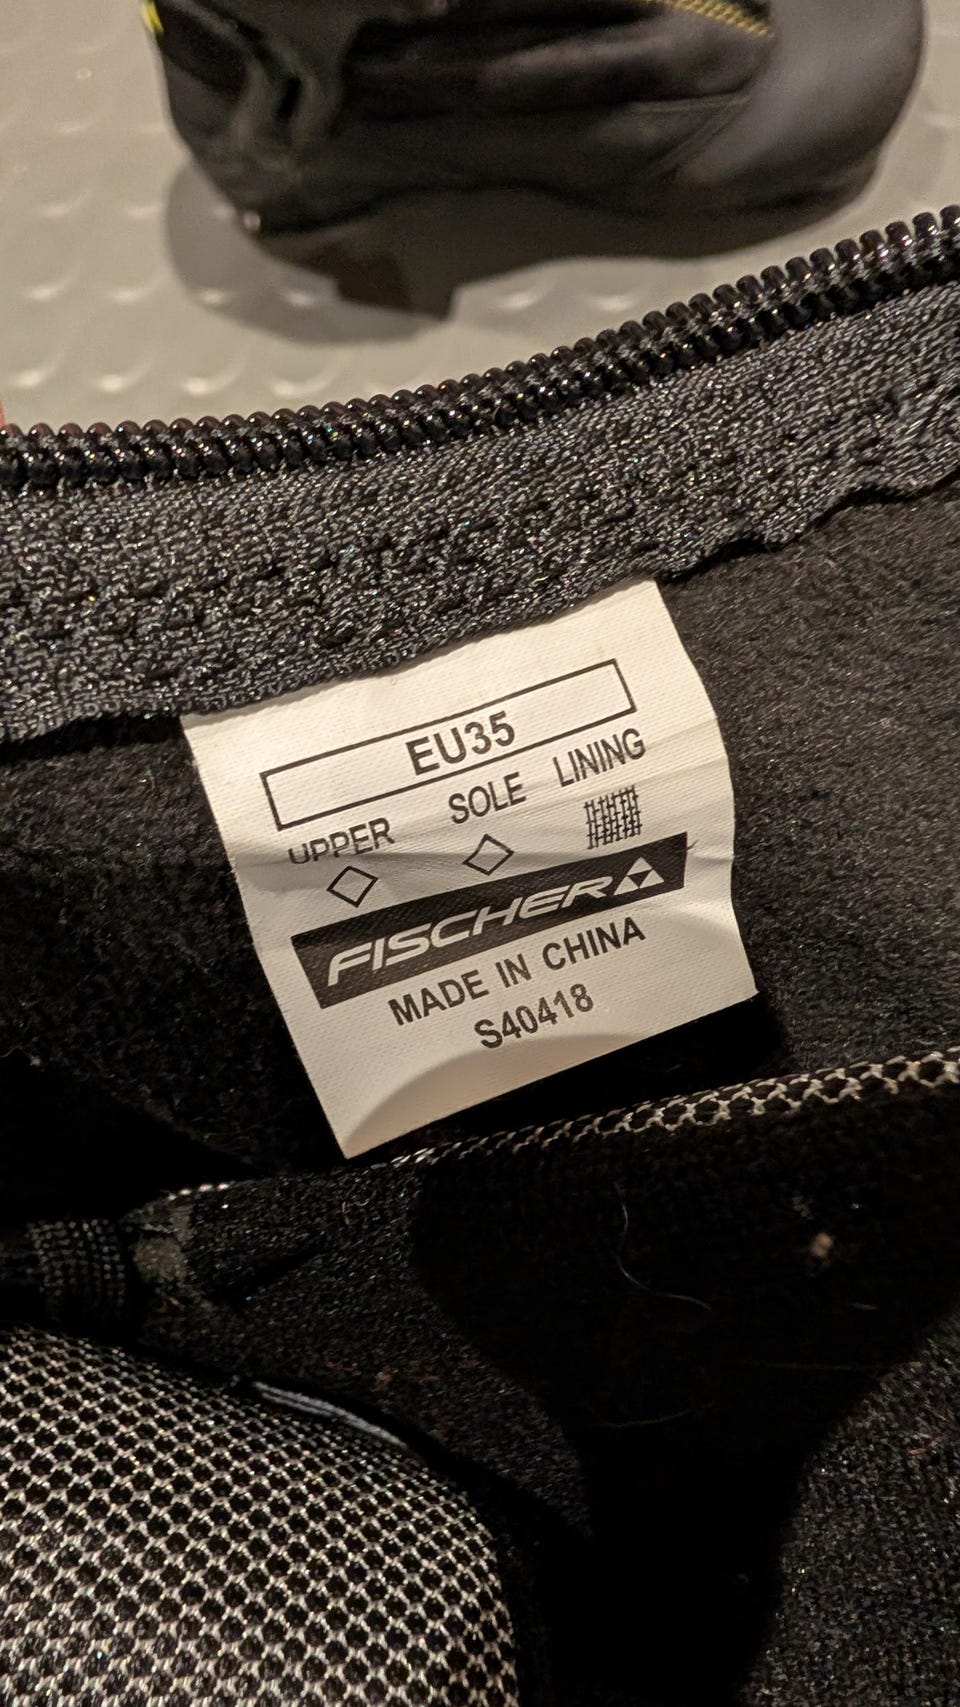 EU35
UPPER SOLE LINING
FISCHER
MADE IN CHINA
S40418